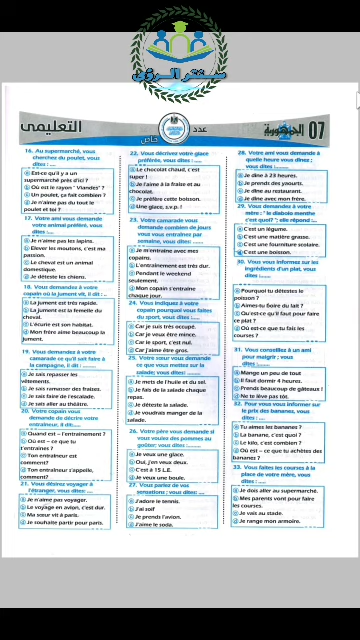 سنتر الرؤى
07 الجمهورية
عدد خاص
التعليمى
16. Au supermarché, vous
cherchez du poulet, vous
dites : ....
ⓐ Est-ce qu'il y a un
supermarché près d'ici ?
ⓑ Où est le rayon " Viandes" ?
ⓒ Un poulet, ça fait combien ?
ⓓ Je n'aime pas du tout le
poulet et toi ?
17. Votre ami vous demande
votre animal préféré, vous
dites :....
ⓐ Je n'aime pas les lapins.
ⓑ Élever les moutons, c'est ma
passion.
ⓒ Le cheval est un animal
domestique.
ⓓ Je déteste les chiens.
18. Vous demandez à votre
copain où la jument vit, il dit : ....
ⓐ La jument est très rapide.
ⓑ La jument est la femelle du
cheval.
ⓒ L'écurie est son habitat.
ⓓ Mon frère aime beaucoup la
jument.
19. Vous demandez à votre
camarade ce qu'il sait faire à
la campagne, il dit : .......
ⓐ Je sais repasser les
vêtements.
ⓑ Je sais ramasser des fraises.
ⓒ Je sais faire de l'escalade.
ⓓ Je sais aller au théâtre.
20. Votre copain vous
demande de décrire votre
entraîneur, il dit:....
ⓐ Quand est - l'entraînement ?
ⓑ Où est – ce que tu
t'entraînes ?
ⓒ Ton entraîneur est
comment?
ⓓ Ton entraîneur s'appelle,
comment?
21. Vous désirez voyager à
l'étranger, vous dites: ....
ⓐ Je n'aime pas voyager.
ⓑ Le voyage en avion, c'est dur.
ⓒ Ma sœur vit à paris.
ⓓ Je souhaite partir pour paris.
22. Vous décrivez votre glace
préférée, vous dites : ....
ⓐ Le chocolat chaud, c'est
super !
ⓑ Je l'aime à la fraise et au
chocolat.
ⓒ Je préfère cette boisson.
ⓓ Une glace, s.v.p. !
23. Votre camarade vous
demande combien de jours
vous vous entraînez par
semaine, vous dites: ......
ⓐ Je m'entraîne avec mes
copains.
ⓑ L'entraînement est très dur.
ⓒ Pendant le weekend
seulement.
ⓓ Mon copain s'entraîne
chaque jour.
24. Vous indiquez à votre
copain pourquoi vous faites
du sport, vous dites : ....
ⓐ Car je suis très occupé.
ⓑ Car je veux être mince.
ⓒ Car le sport, c'est nul.
ⓓ Car j'aime être gros.
25. Votre sœur vous demande
ce que vous mettez sur la
salade; vous dites: ......
ⓐ Je mets de l'huile et du sel.
ⓑ Je fais de la salade chaque
repas.
ⓒ Je déteste la salade.
ⓓ Je voudrais manger de la
salade.
26. Votre père vous demande si
vous voulez des pommes au
goûter; vous dites: ......
ⓐ Je veux une glace.
ⓑ Oui, j'en veux deux.
ⓒ C'est à 15 L.E.
ⓓ Je veux une boule.
27. Vous parlez de vos
sensations ; vous dites : ....
ⓐ J'adore le tennis.
ⓑ J'ai soif
ⓒ Je prends l'avion.
ⓓ J'aime le soda.
28. Votre ami vous demande à
quelle heure vous dînez ;
vous dites : .......
ⓐ Je dîne à 23 heures.
ⓑ Je prends des yaourts.
ⓒ Je dîne au restaurant.
ⓓ Je dîne avec mon frère.
29. Vous demandez à votre
mère : " le diabolo menthe
c'est quoi? "; elle répond :..
ⓐ C'est un légume.
ⓑ C'est une matière grasse.
ⓒ C'est une fourniture scolaire.
ⓓ C'est une boisson.
30. Vous vous informez sur les
ingrédients d'un plat, vous
dites : .......
ⓐ Pourquoi tu détestes le
poisson ?
ⓑ Aimes-tu foire du fait ?
ⓒ Qu'est-ce qu'il faut pour faire
ce plat ?
ⓓ Où est-ce que tu fais les
courses ?
31. Vous conseillez à un ami
pour maigrir ; vous
dites : .......
ⓐ Mange un peu de tout
ⓑ Il faut dormir 4 heures.
ⓒ Prends beaucoup de gâteaux !
ⓓ Ne te lève pas tôt.
32. Pour vous vous informer sur
le prix des bananes, vous
dites : ....
ⓐ Tu aimes les bananes ?
ⓑ La banane, c'est quoi ?
ⓒ Le kilo, c'est combien ?
ⓓ Où est – ce que tu achètes des
bananes ?
33. Vous faites les courses à la
place de votre mère, vous
dites : ......
ⓐ Je dois aller au supermarché.
ⓑ Mes parents vont pour faire
les courses.
ⓒ Je vais au stade.
ⓓ Je range mon armoire.